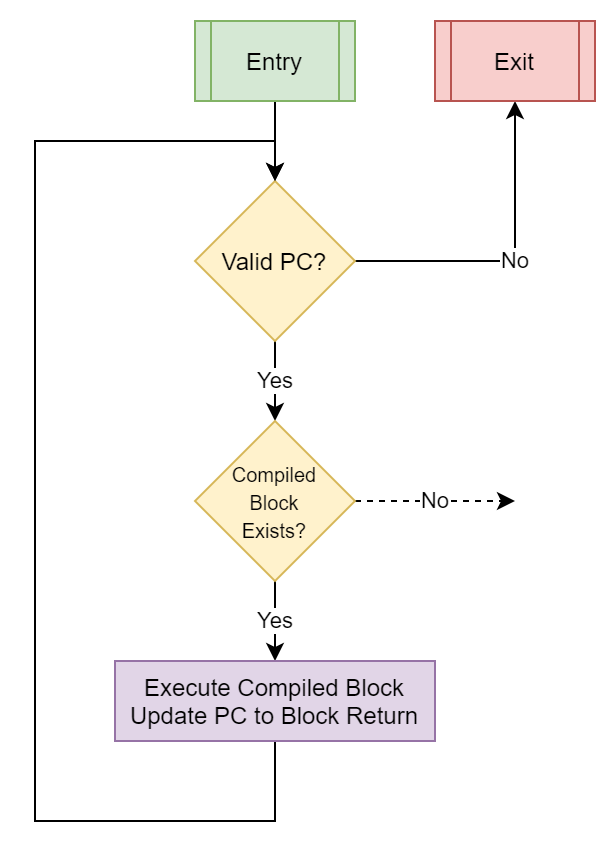 Entry
Exit
Valid PC?
No
Yes
Compiled
Block
Exists?
No
Yes
Execute Compiled Block
Update PC to Block Return